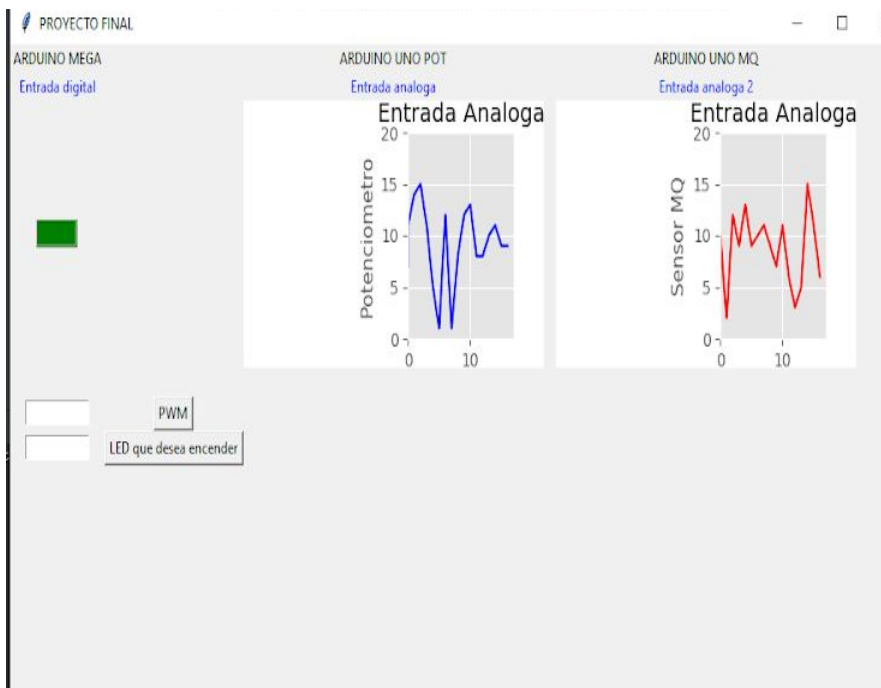 PROYECTO FINAL
ARDUINO MEGA
ARDUINO UNO POT
ARDUINO UNO MQ
Entrada digital
Entrada analoga
Entrada analoga 2
Entrada Analoga
20
15
10
5
0
Potenciometro
0 10
Entrada Analoga
20
15
10
5
0
Sensor MQ
0 10
PWM
LED que desea encender